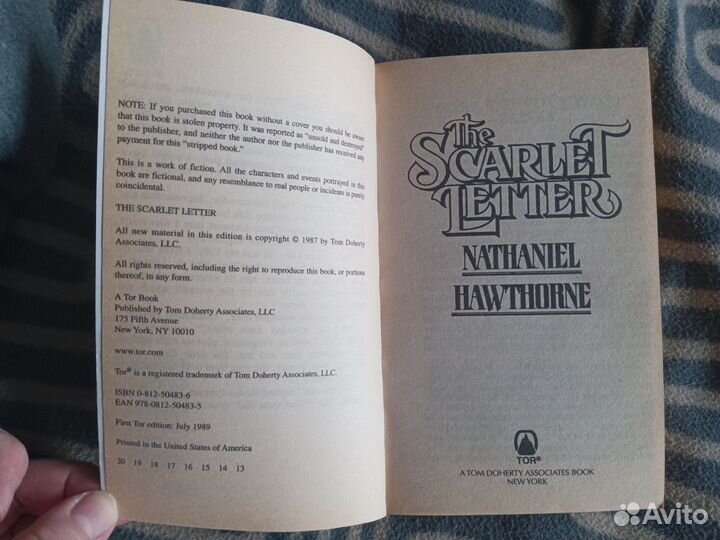 NOTE: If you purchased this book without a cover you should be aware
that this book is stolen property. It was reported as "unsold and destroyed"
to the publisher, and neither the author nor the publisher has received any
payment for this "stripped book."
This is a work of fiction. All the characters and events portrayed in this
book are fictional, and any resemblance to real people or incidents is purely
coincidental.
THE SCARLET LETTER
All new material in this edition is copyright © 1987 by Tom Doherty
Associates, LLC.
All rights reserved, including the right to reproduce this book, or portions
thereof, in any form.
A Tor Book
Published by Tom Doherty Associates, LLC
175 Fifth Avenue
New York, NY 10010
www.tor.com
Tor® is a registered trademark of Tom Doherty Associates, LLC.
ISBN 0-812-50483-6
EAN 978-0812-50483-5
First Tor edition: July 1989
Printed in the United States of America
20 19 18 17 16 15 14 13
The
SCARLET
LETTER
NATHANIEL
HAWTHORNE
TOR®
A TOM DOHERTY ASSOCIATES BOOK
NEW YORK
Avito